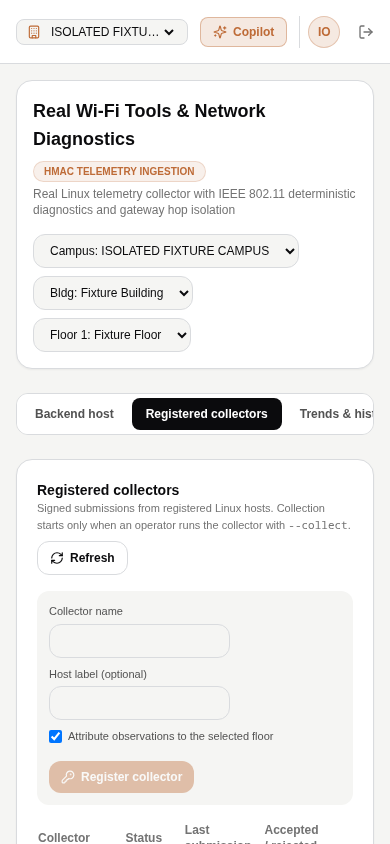 ISOLATED FIXTU...
Copilot
IO
Real Wi-Fi Tools & Network
Diagnostics
HMAC TELEMETRY INGESTION
Real Linux telemetry collector with IEEE 802.11 deterministic
diagnostics and gateway hop isolation
Campus: ISOLATED FIXTURE CAMPUS
Bldg: Fixture Building
Floor 1: Fixture Floor
Backend host
Registered collectors
Trends & hist
Registered collectors
Signed submissions from registered Linux hosts. Collection
starts only when an operator runs the collector with --collect.
Refresh
Collector name
Host label (optional)
Attribute observations to the selected floor
Register collector
Collector Status Last Accepted
submission / rejected